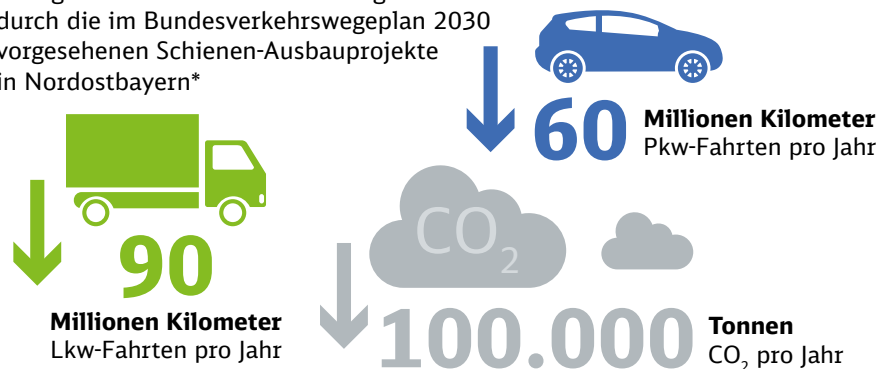 durch die im Bundesverkehrswegeplan 2030
vorgesehenen Schienen-Ausbauprojekte
in Nordostbayern*
60
Millionen Kilometer
Pkw-Fahrten pro Jahr
90
Millionen Kilometer
Lkw-Fahrten pro Jahr
CO₂
100.000
Tonnen
CO₂ pro Jahr